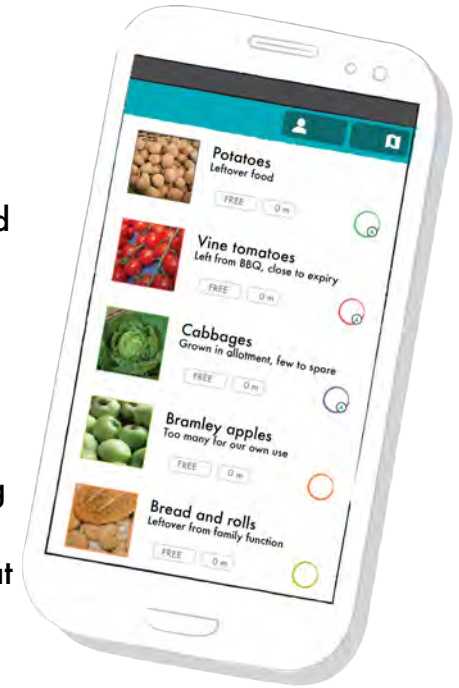 d
Potatoes
Leftover food
FREE 0 m
Vine tomatoes
Left from BBQ, close to expiry
FREE 0 m
Cabbages
Grown in allotment, few to spare
FREE 0 m
Bramley apples
Too many for our own use
FREE 0 m
g
Bread and rolls
Leftover from family function
FREE 0 m
at